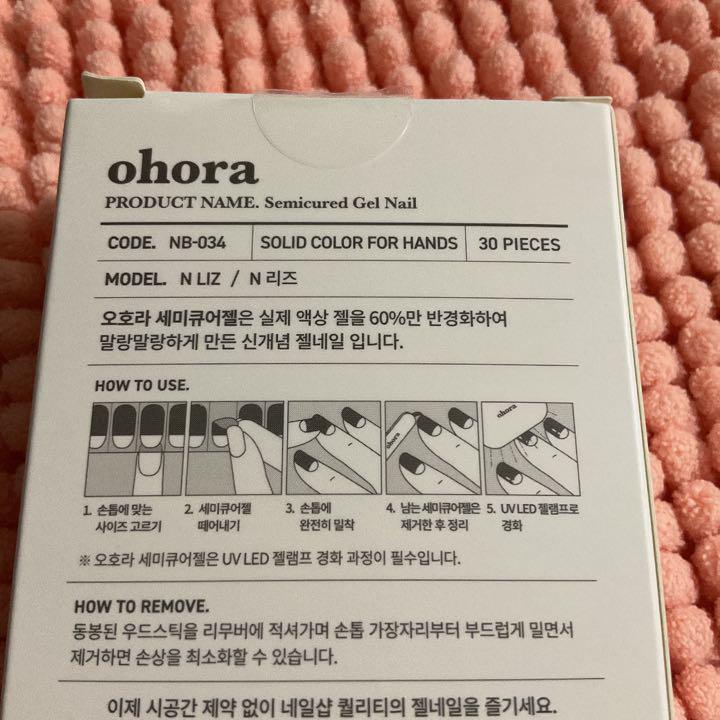 ohora
PRODUCT NAME. Semicured Gel Nail
CODE. NB-034 SOLID COLOR FOR HANDS 30 PIECES
MODEL. N LIZ / N 리즈
오호라 세미큐어젤은 실제 액상 젤을 60%만 반경화하여
말랑말랑하게 만든 신개념 젤네일 입니다.
HOW TO USE.
ohora
ohora
1. 손톱에 맞는
사이즈 고르기
2. 세미큐어젤
떼어내기
3. 손톱에
완전히 밀착
4. 남는 세미큐어젤은
제거한 후 정리
5. UV LED 젤램프로
경화
※ 오호라 세미큐어젤은 UV LED 젤램프 경화 과정이 필수입니다.
HOW TO REMOVE.
동봉된 우드스틱을 리무버에 적셔가며 손톱 가장자리부터 부드럽게 밀면서
제거하면 손상을 최소화할 수 있습니다.
이제 시공간 제약 없이 네일샵 퀄리티의 젤네일을 즐기세요.